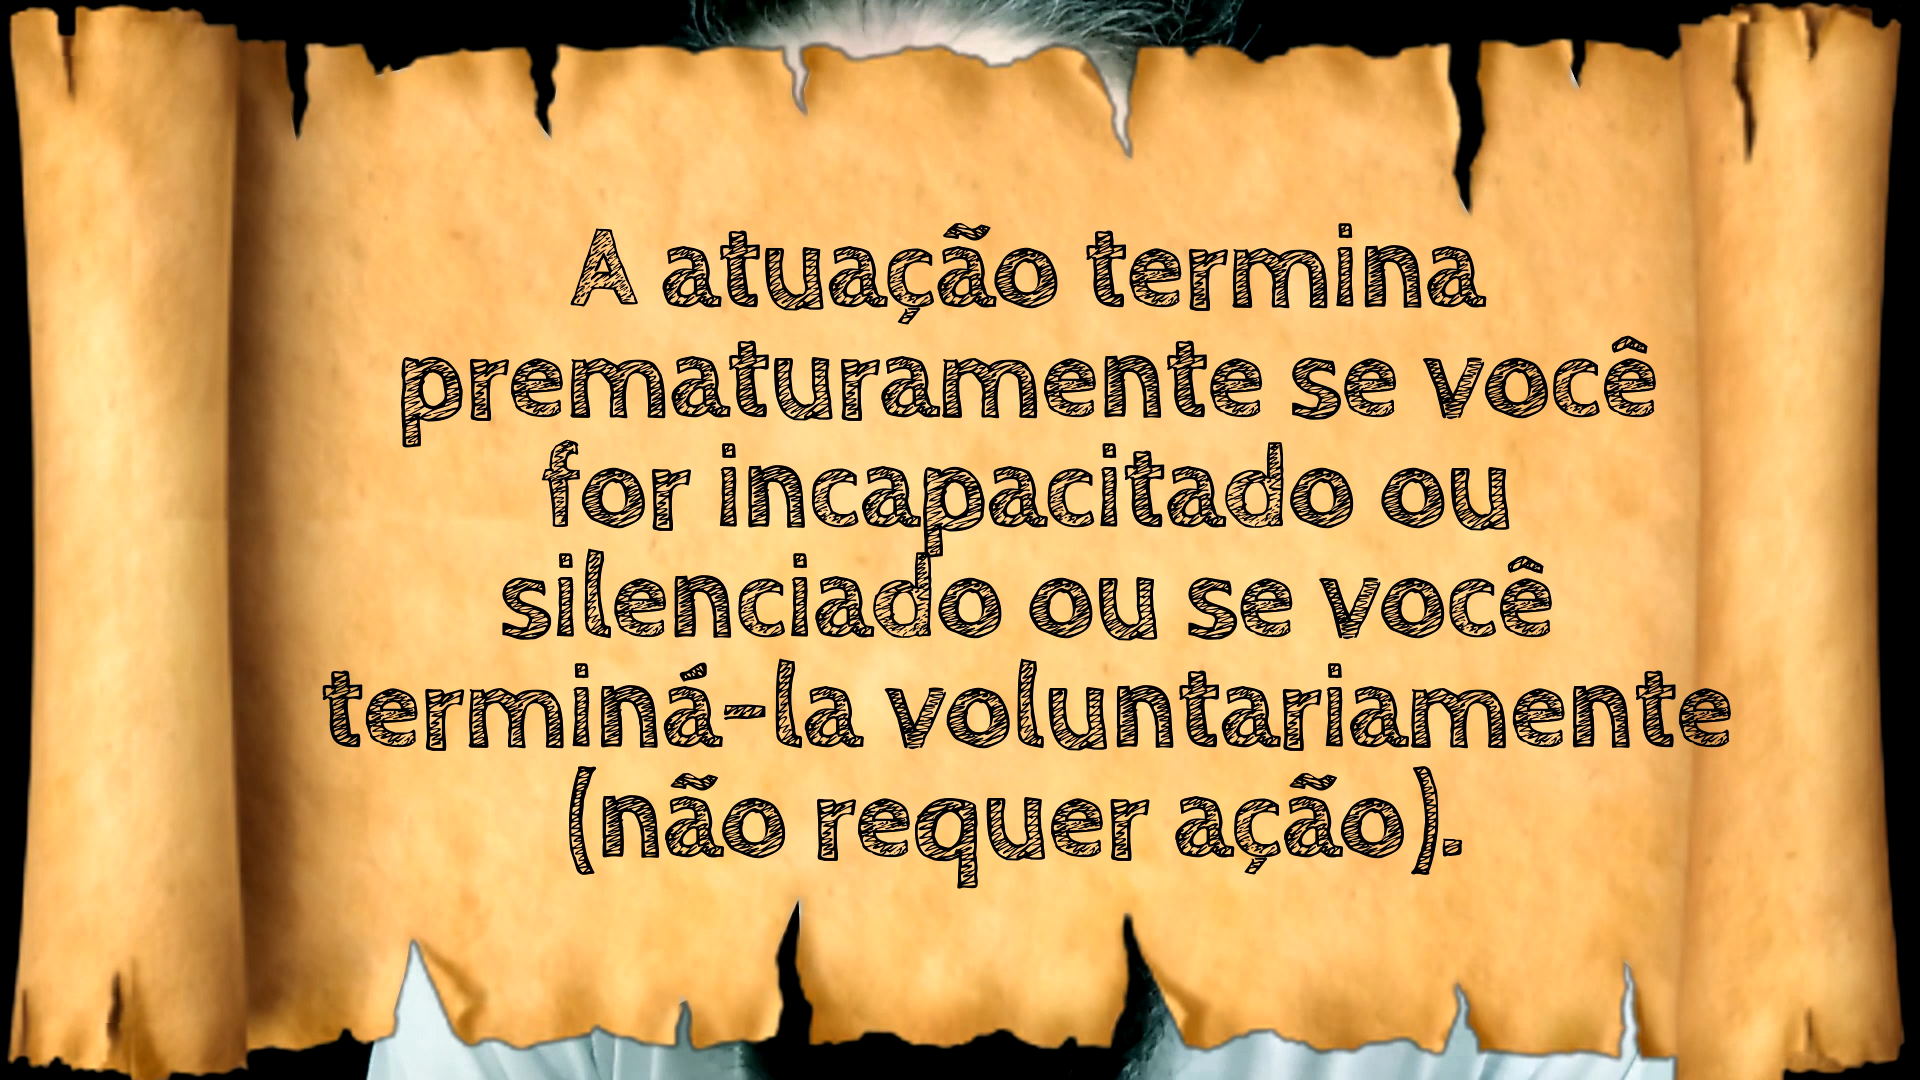 A atuação termina
prematuramente se você
for incapacitado ou
silenciado ou se você
terminá-la voluntariamente
(não requer ação).